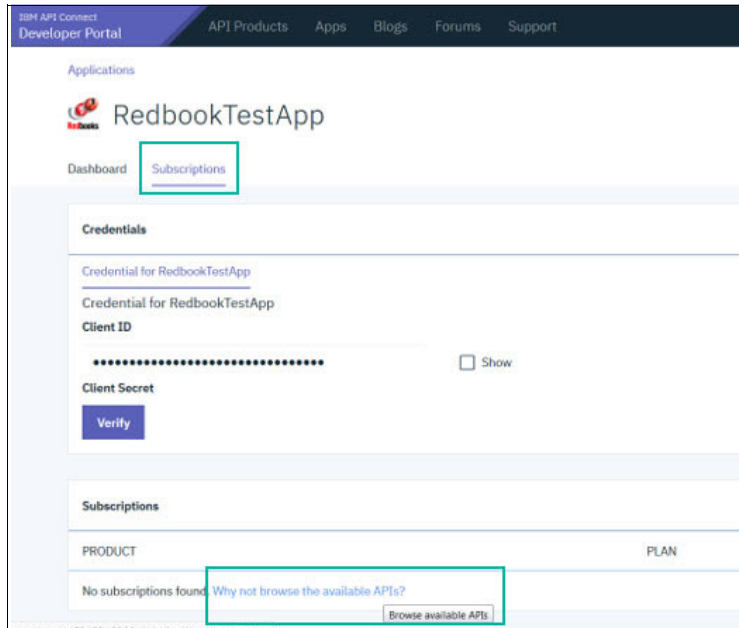 IBM API Connect
Developer Portal
API Products Apps Blogs Forums Support
Applications
Redbooks
RedbookTestApp
Dashboard Subscriptions
Credentials
Credential for RedbookTestApp
Credential for RedbookTestApp
Client ID
•••••••••••••••••••••••••••••••• Show
Client Secret
Verify
Subscriptions
PRODUCT PLAN
No subscriptions found. Why not browse the available APIs?
Browse available APIs